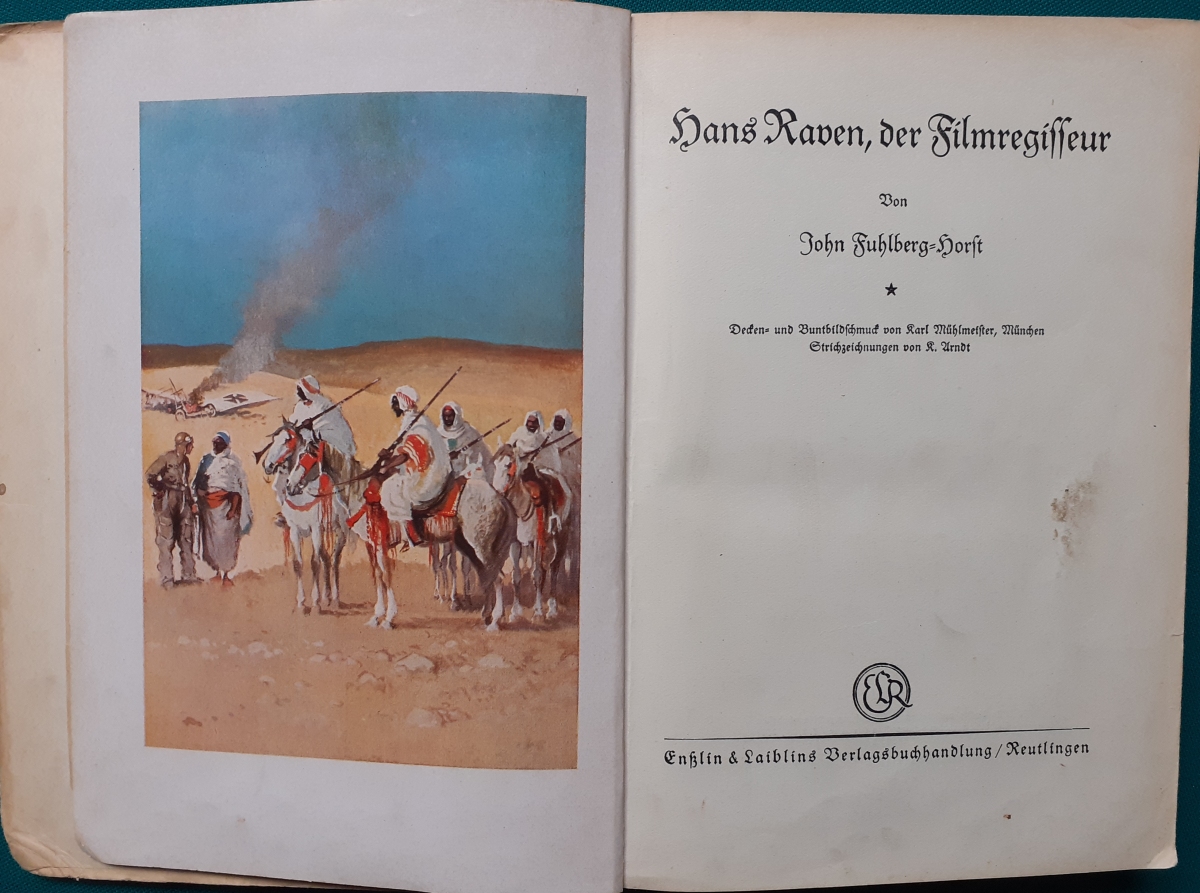 Hans Raven, der Filmregisseur
Von
John Fuhlberg-Horst
Decken- und Buntbildschmuck von Karl Mühlmeister, München
Strichzeichnungen von K. Arndt
ELR
Enßlin & Laiblins Verlagsbuchhandlung / Reutlingen